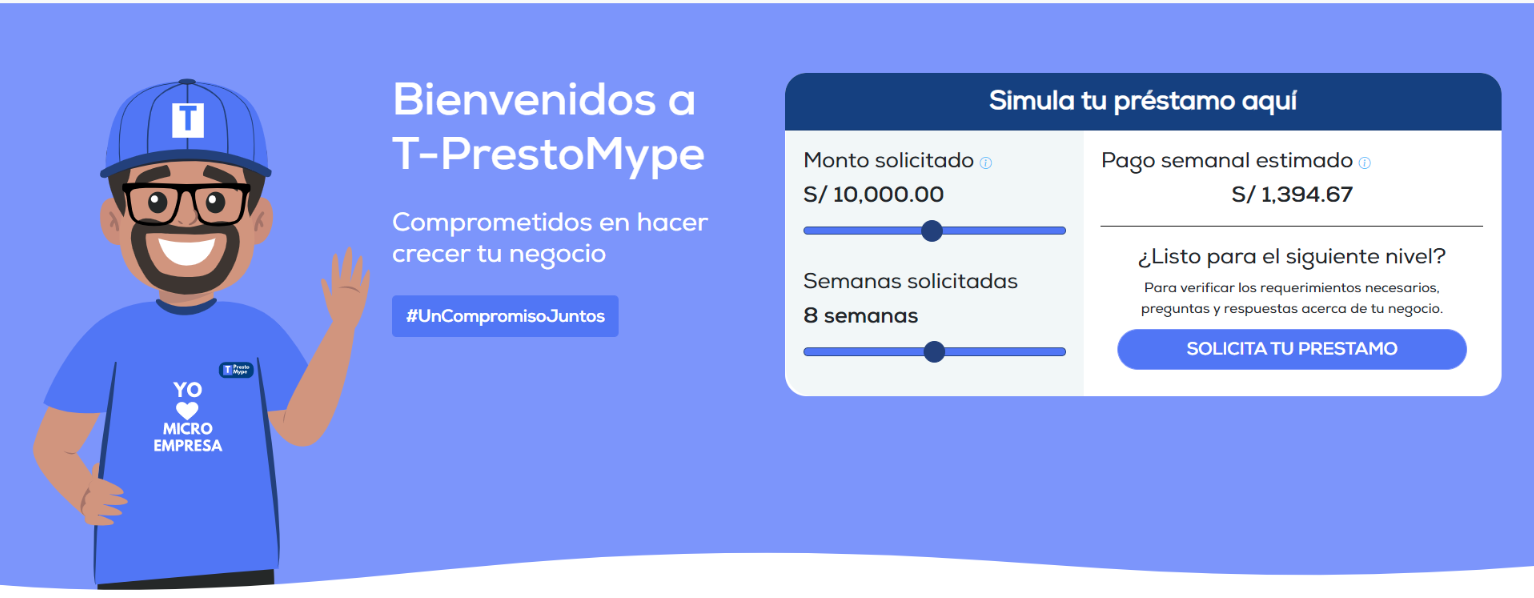 T
Bienvenidos a
T-PrestoMype
Comprometidos en hacer
crecer tu negocio
#UnCompromisoJuntos
T Presto
Mype
YO
MICRO
EMPRESA
Simula tu préstamo aquí
Monto solicitado
S/ 10,000.00
Semanas solicitadas
8 semanas
Pago semanal estimado
S/ 1,394.67
¿Listo para el siguiente nivel?
Para verificar los requerimientos necesarios,
preguntas y respuestas acerca de tu negocio.
SOLICITA TU PRESTAMO